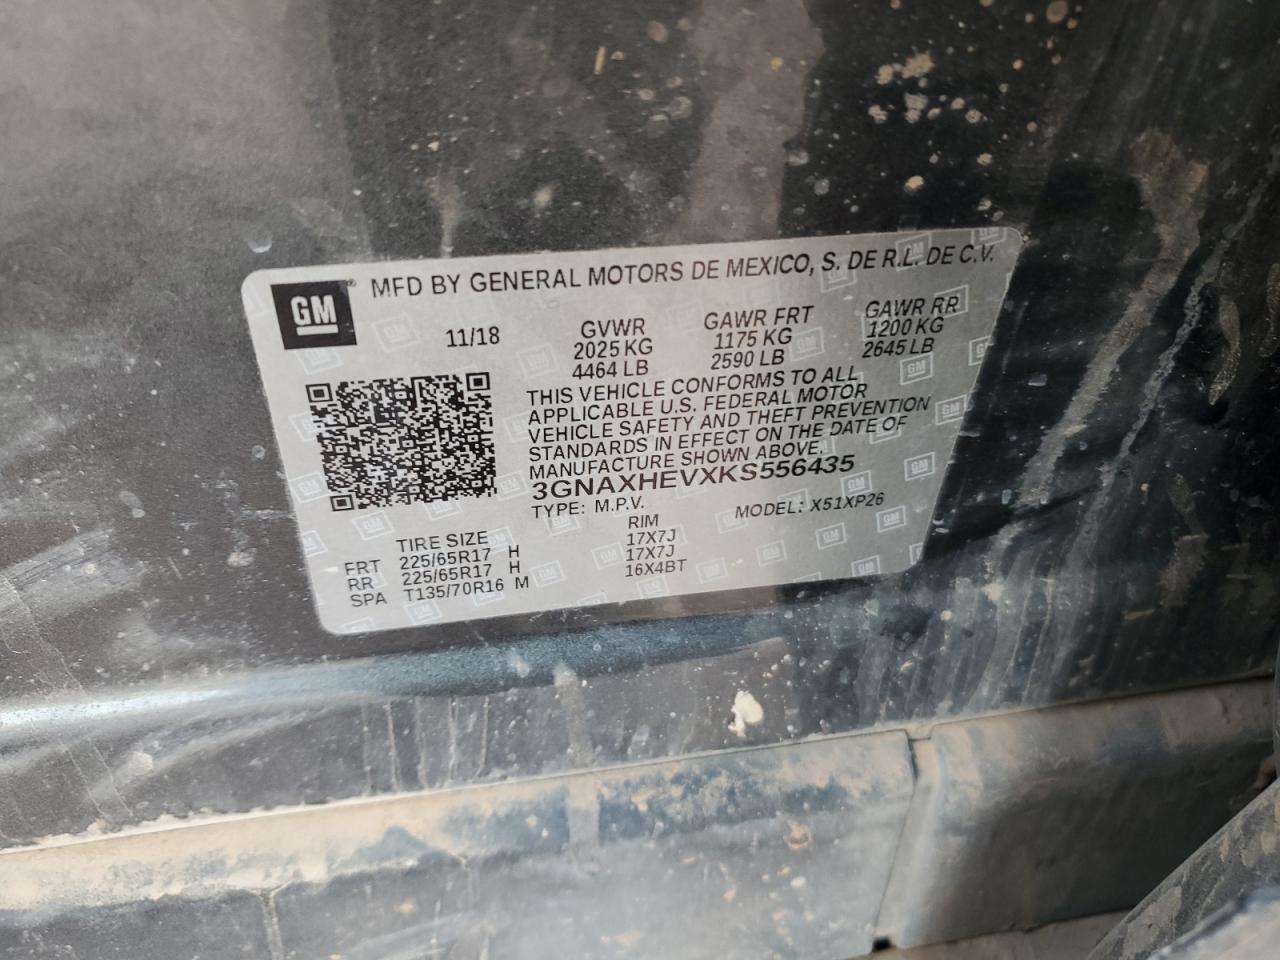 GM
MFD BY GENERAL MOTORS DE MEXICO, S. DE R.L. DE C.V.
11/18
GVWR
2025 KG
4464 LB
GAWR FRT
1175 KG
2590 LB
GAWR RR
1200 KG
2645 LB
THIS VEHICLE CONFORMS TO ALL
APPLICABLE U.S. FEDERAL MOTOR
VEHICLE SAFETY AND THEFT PREVENTION
STANDARDS IN EFFECT ON THE DATE OF
MANUFACTURE SHOWN ABOVE.
3GNAXHEVXKS556435
TYPE: M.P.V. MODEL: X51XP26
TIRE SIZE RIM
FRT 225/65R17 H 17X7J
RR 225/65R17 H 17X7J
SPA T135/70R16 M 16X4BT